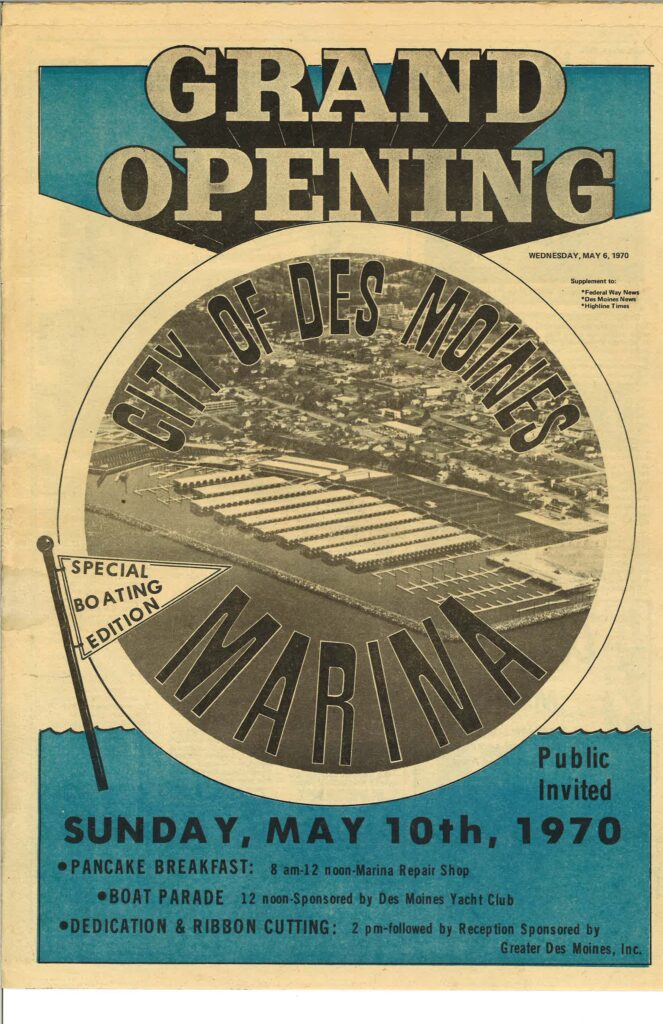 GRAND
OPENING
WEDNESDAY, MAY 6, 1970
Supplement to:
*Federal Way News
*Des Moines News
*Highline Times
CITY OF DES MOINES
MARINA
SPECIAL
BOATING
EDITION
Public
Invited
SUNDAY, MAY 10th, 1970
•PANCAKE BREAKFAST: 8 am-12 noon-Marina Repair Shop
•BOAT PARADE 12 noon-Sponsored by Des Moines Yacht Club
•DEDICATION & RIBBON CUTTING: 2 pm-followed by Reception Sponsored by
Greater Des Moines, Inc.